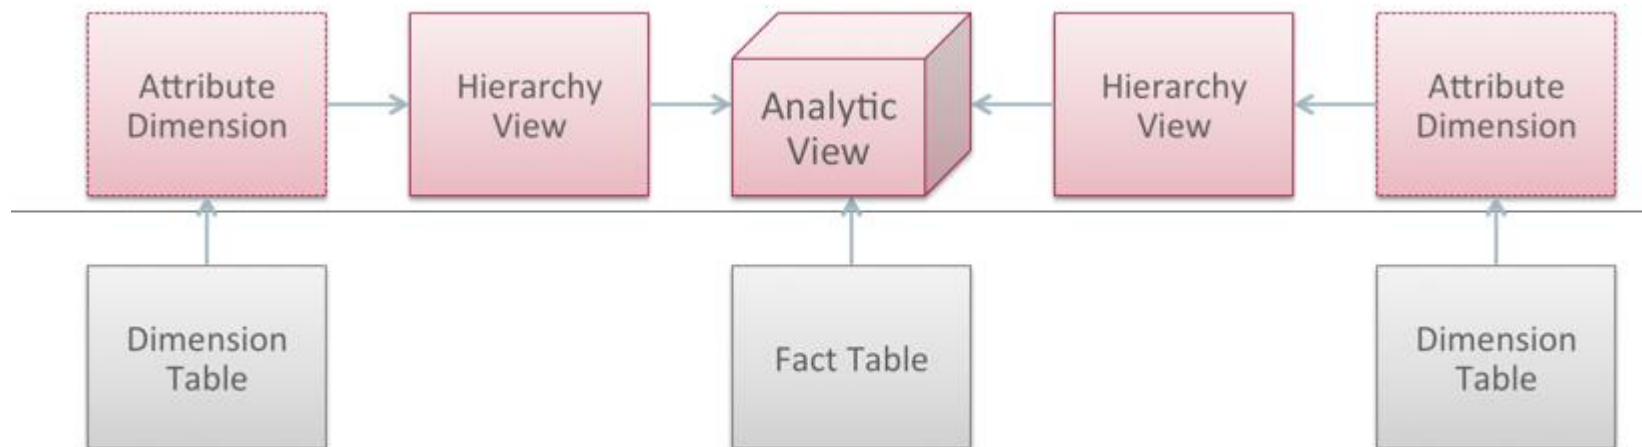 Attribute
Dimension
Hierarchy
View
Analytic
View
Hierarchy
View
Attribute
Dimension
Dimension
Table
Fact Table
Dimension
Table